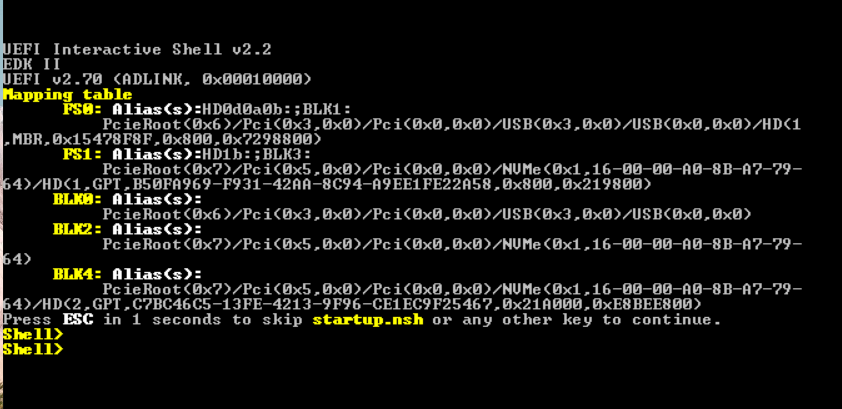 UEFI Interactive Shell v2.2
EDK II
UEFI v2.70 (ADLINK, 0x00010000)
Mapping table
FS0: Alias(s):HD0d0a0b:;BLK1:
PcieRoot(0x6)/Pci(0x3,0x0)/Pci(0x0,0x0)/USB(0x3,0x0)/USB(0x0,0x0)/HD(1
,MBR,0x15478F8F,0x800,0x7298800)
FS1: Alias(s):HD1b:;BLK3:
PcieRoot(0x7)/Pci(0x5,0x0)/Pci(0x0,0x0)/NVMe(0x1,16-00-00-A0-8B-A7-79-
64)/HD(1,GPT,B50FA969-F931-42AA-8C94-A9EE1FE22A58,0x800,0x219800)
BLK0: Alias(s):
PcieRoot(0x6)/Pci(0x3,0x0)/Pci(0x0,0x0)/USB(0x3,0x0)/USB(0x0,0x0)
BLK2: Alias(s):
PcieRoot(0x7)/Pci(0x5,0x0)/Pci(0x0,0x0)/NVMe(0x1,16-00-00-A0-8B-A7-79-
64)
BLK4: Alias(s):
PcieRoot(0x7)/Pci(0x5,0x0)/Pci(0x0,0x0)/NVMe(0x1,16-00-00-A0-8B-A7-79-
64)/HD(2,GPT,C7BC46C5-13FE-4213-9F96-CE1EC9F25467,0x21A000,0xE8BEE800)
Press ESC in 1 seconds to skip startup.nsh or any other key to continue.
Shell>
Shell>